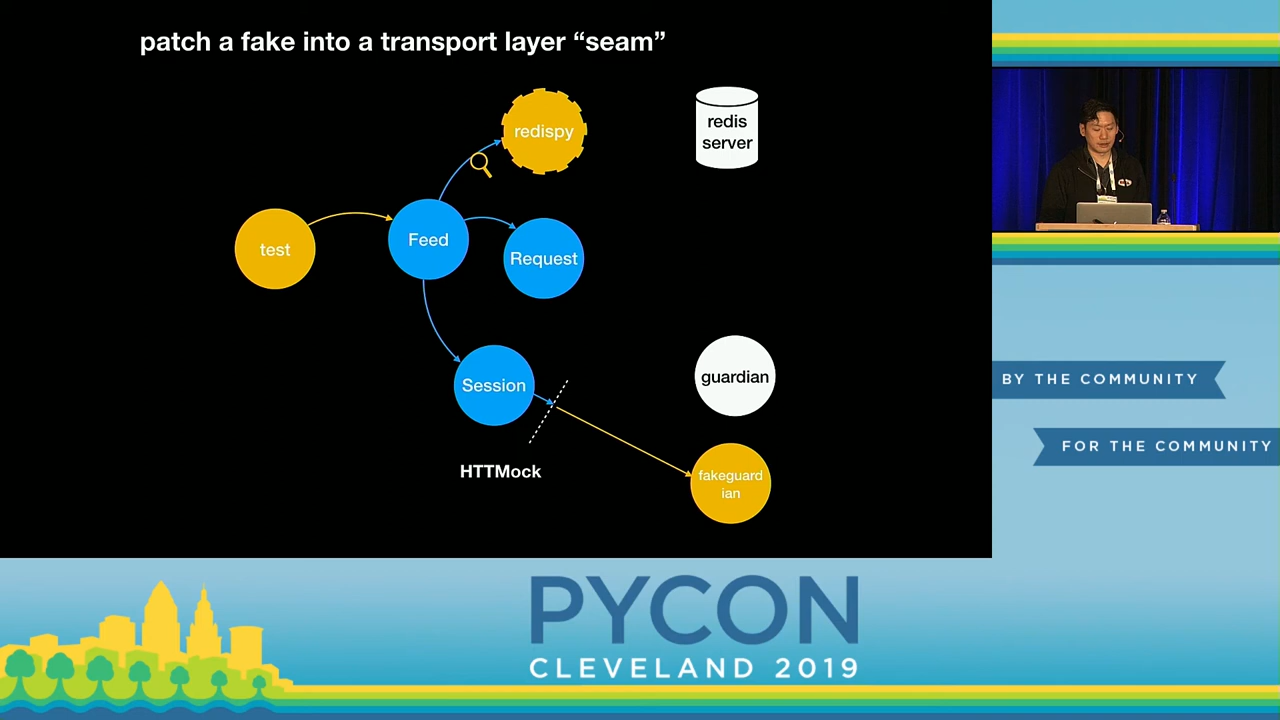 patch a fake into a transport layer “seam”
redispy
redis
server
test
Feed
Request
Session
guardian
HTTMock
fakeguard
ian
BY THE COMMUNITY
FOR THE COMMUNITY
PYCON
CLEVELAND 2019